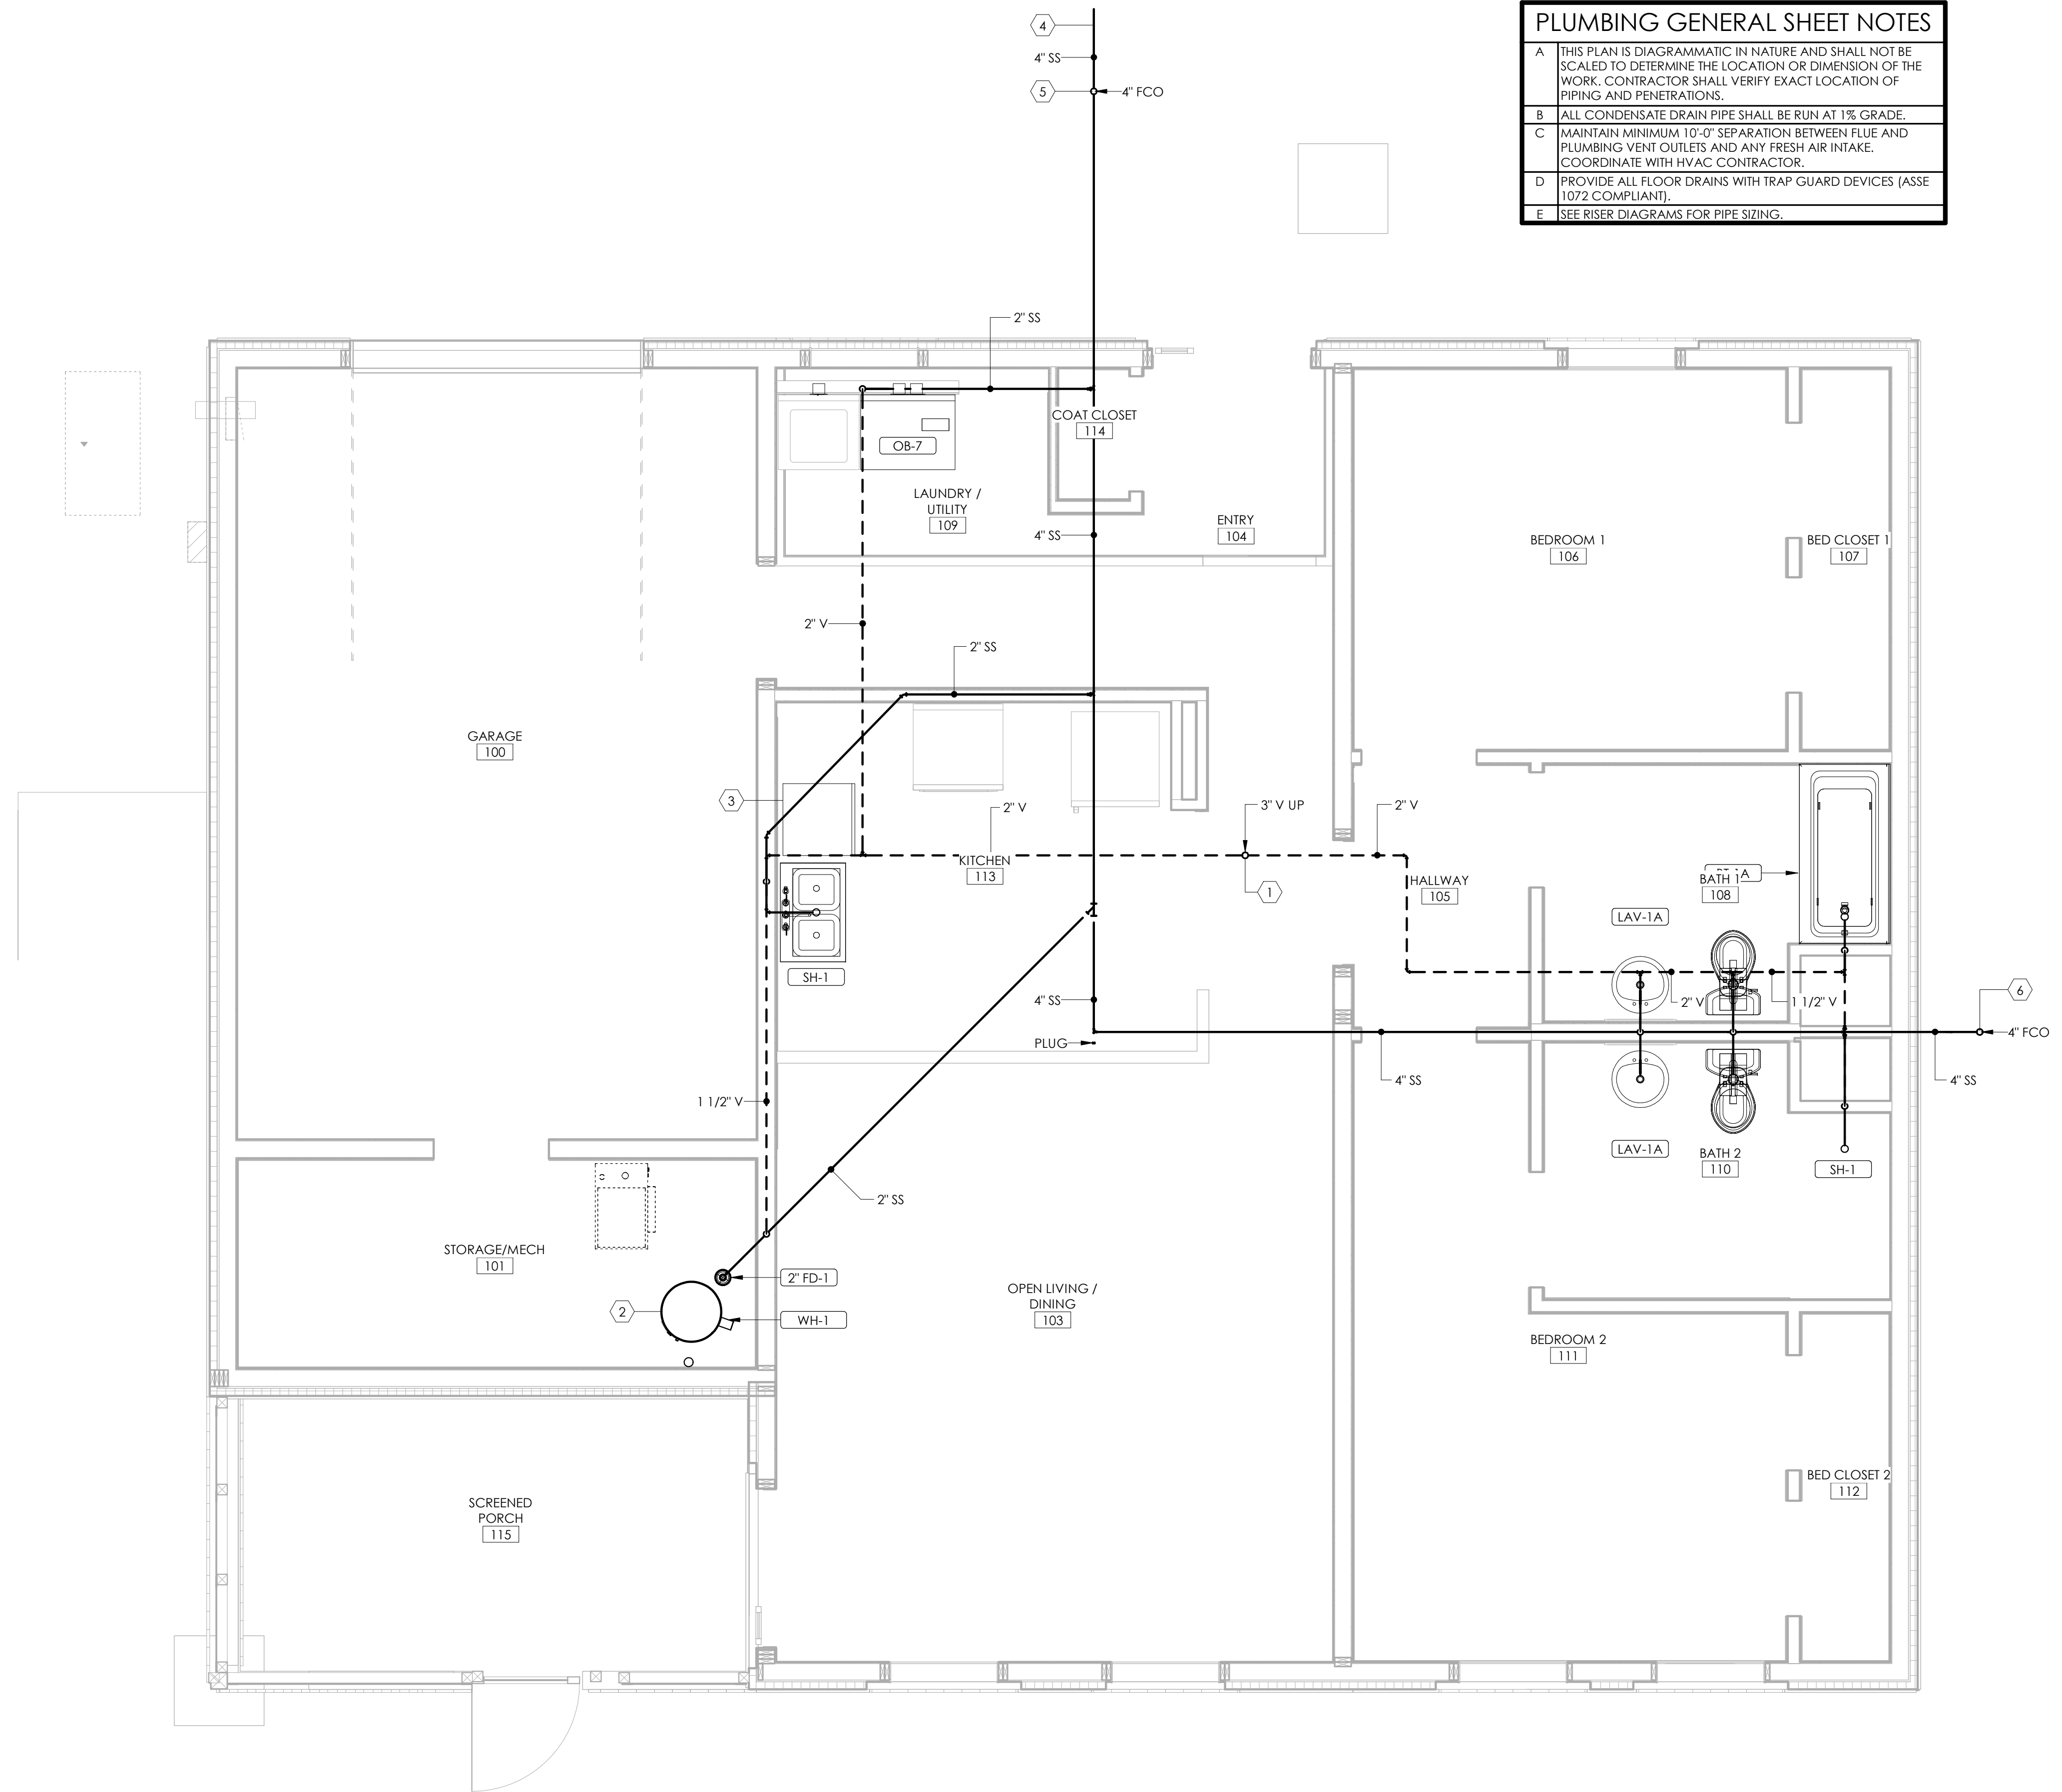 PLUMBING GENERAL SHEET NOTES
A THIS PLAN IS DIAGRAMMATIC IN NATURE AND SHALL NOT BE
SCALED TO DETERMINE THE LOCATION OR DIMENSION OF THE
WORK. CONTRACTOR SHALL VERIFY EXACT LOCATION OF
PIPING AND PENETRATIONS.
B ALL CONDENSATE DRAIN PIPE SHALL BE RUN AT 1% GRADE.
C MAINTAIN MINIMUM 10'-0" SEPARATION BETWEEN FLUE AND
PLUMBING VENT OUTLETS AND ANY FRESH AIR INTAKE.
COORDINATE WITH HVAC CONTRACTOR.
D PROVIDE ALL FLOOR DRAINS WITH TRAP GUARD DEVICES (ASSE
1072 COMPLIANT).
E SEE RISER DIAGRAMS FOR PIPE SIZING.
4
4" SS
5
4" FCO
2" SS
COAT CLOSET
114
OB-7
LAUNDRY /
UTILITY
109
ENTRY
104
4" SS
BEDROOM 1
106
BED CLOSET 1
107
2" V
2" SS
GARAGE
100
3
2" V
3" V UP
2" V
KITCHEN
113
1
HALLWAY
105
BATH 1
108
LAV-1A
SH-1
4" SS
2" V
1 1/2" V
6
4" FCO
PLUG
4" SS
4" SS
1 1/2" V
LAV-1A
BATH 2
110
SH-1
2" SS
STORAGE/MECH
101
2" FD-1
2
WH-1
OPEN LIVING /
DINING
103
BEDROOM 2
111
BED CLOSET 2
112
SCREENED
PORCH
115